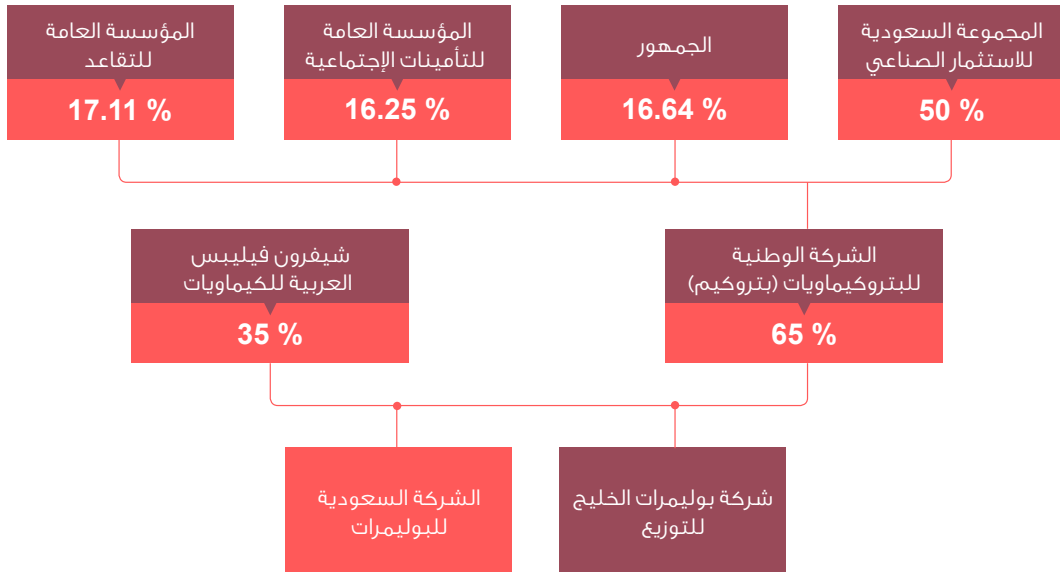 المجموعة السعودية
للاستثمار الصناعي
50 %
الجمهور
16.64 %
المؤسسة العامة
للتأمينات الإجتماعية
16.25 %
المؤسسة العامة
للتقاعد
17.11 %
الشركة الوطنية
للبتروكيماويات (بتروكيم)
65 %
شيفرون فيليبس
العربية للكيماويات
35 %
شركة بوليمرات الخليج
للتوزيع
الشركة السعودية
للبوليمرات